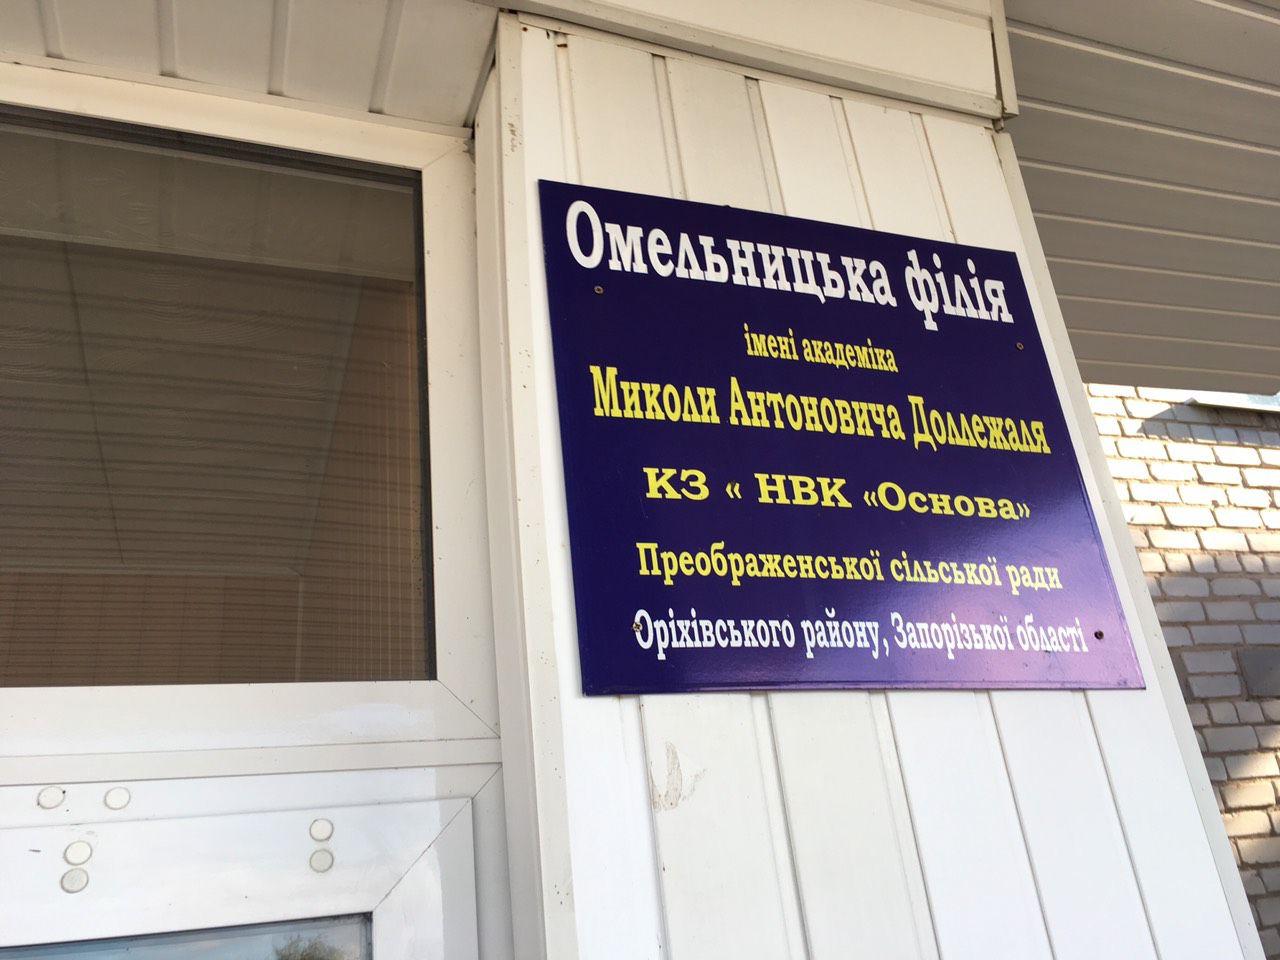 Омельницька філія
імені академіка
Миколи Антоновича Доллежаля
КЗ « НВК «Основа»
Преображенської сільської ради
Оріхівського району, Запорізької області